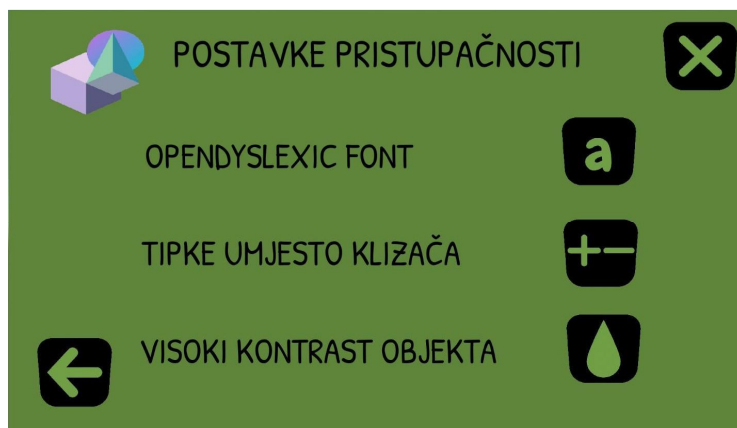 POSTAVKE PRISTUPAČNOSTI
OPENDYSLEXIC FONT
a
TIPKE UMJESTO KLIZAČA
+-
VISOKI KONTRAST OBJEKTA